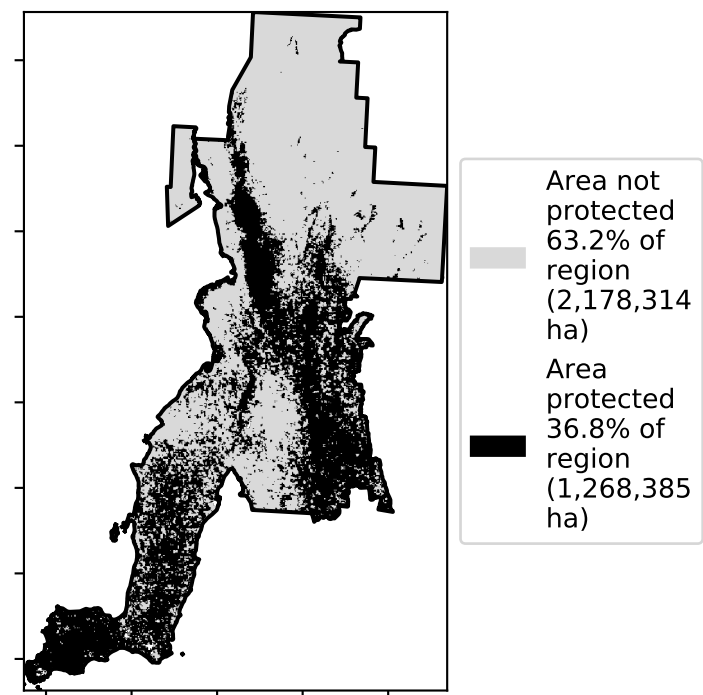 Area not
protected
63.2% of
region
(2,178,314
ha)
Area
protected
36.8% of
region
(1,268,385
ha)